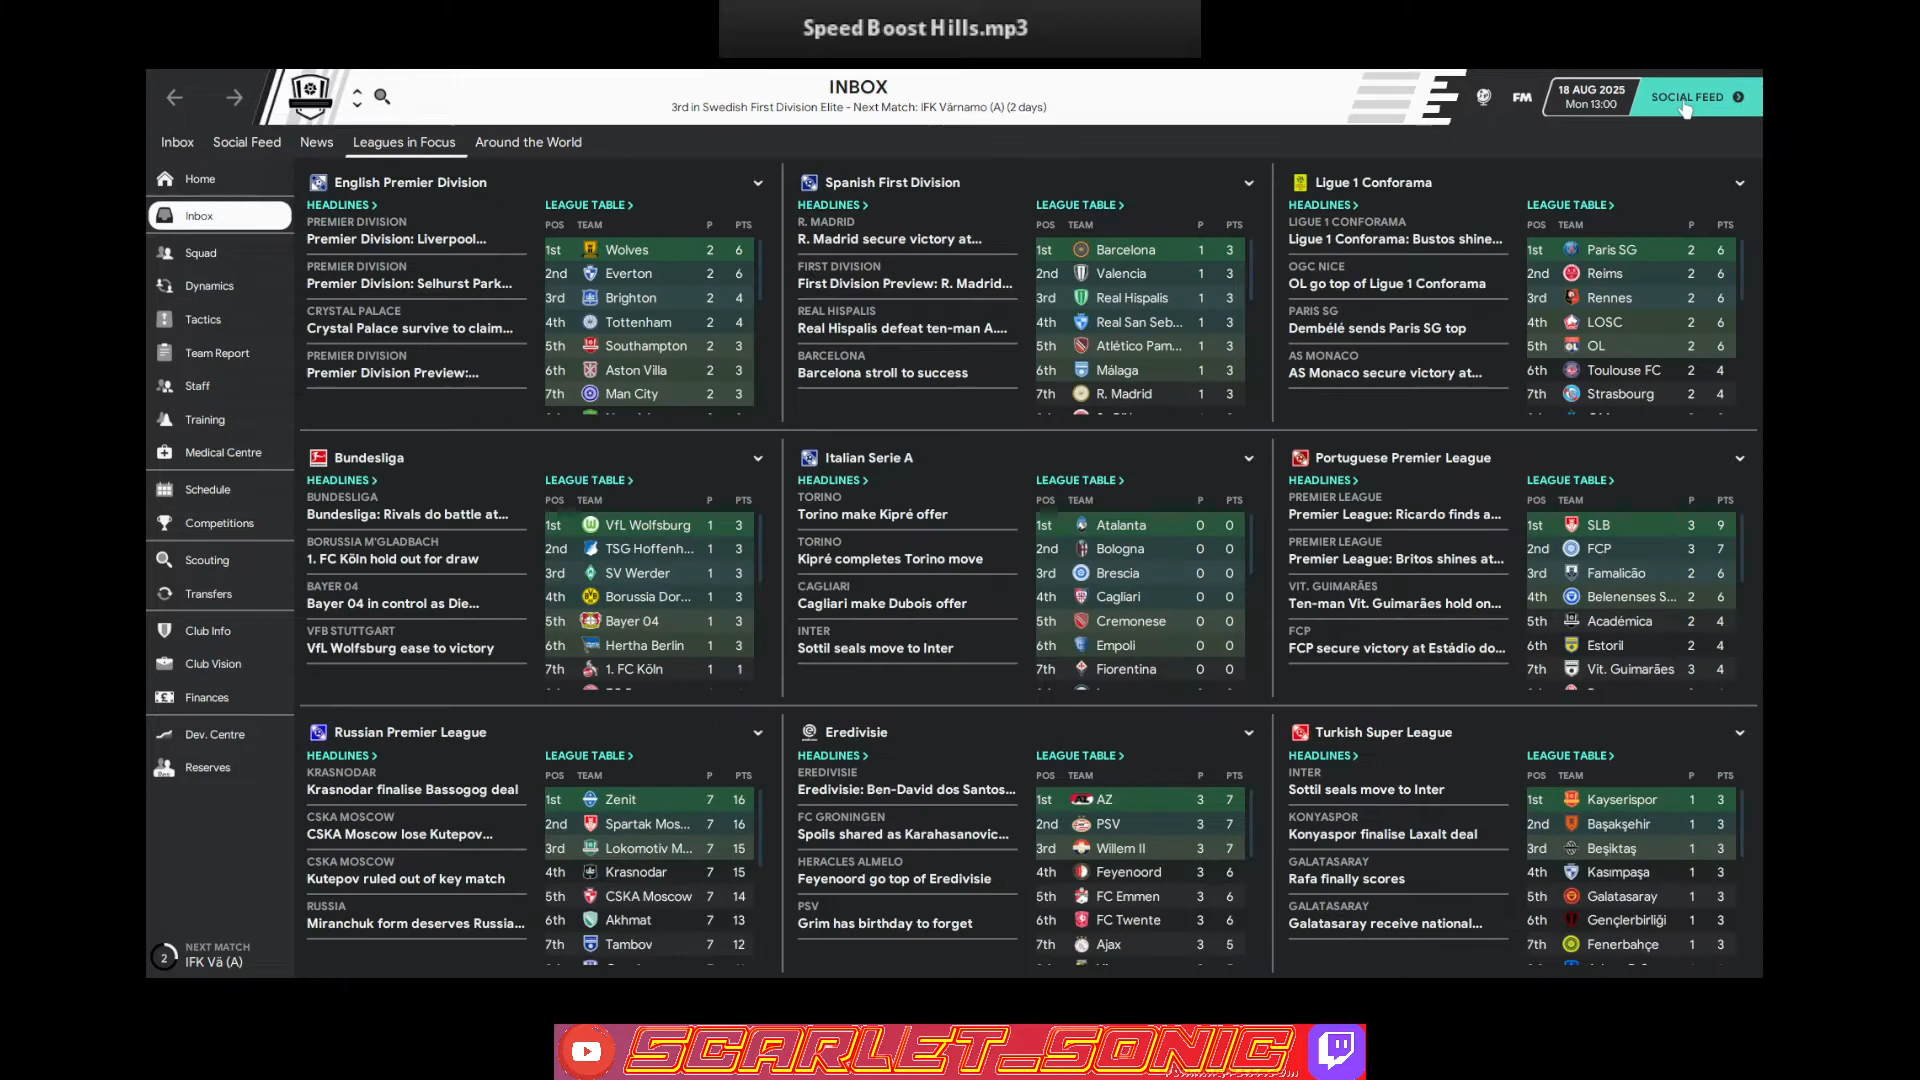 Speed Boost Hills.mp3
INBOX
3rd in Swedish First Division Elite - Next Match: IFK Värnamo (A) (2 days)
FM
18 AUG 2025
Mon 13:00
SOCIAL FEED
Inbox Social Feed News Leagues in Focus Around the World
Home
Inbox
Squad
Dynamics
Tactics
Team Report
Staff
Training
Medical Centre
Schedule
Competitions
Scouting
Transfers
Club Info
Club Vision
Finances
Dev. Centre
Reserves
2
NEXT MATCH
IFK Vä (A)
English Premier Division
HEADLINES >
PREMIER DIVISION
Premier Division: Liverpool...
PREMIER DIVISION
Premier Division: Selhurst Park...
CRYSTAL PALACE
Crystal Palace survive to claim...
PREMIER DIVISION
Premier Division Preview:...
LEAGUE TABLE >
POS TEAM P PTS
1st Wolves 2 6
2nd Everton 2 6
3rd Brighton 2 4
4th Tottenham 2 4
5th Southampton 2 3
6th Aston Villa 2 3
7th Man City 2 3
Spanish First Division
HEADLINES >
R. MADRID
R. Madrid secure victory at...
FIRST DIVISION
First Division Preview: R. Madrid...
REAL HISPALIS
Real Hispalis defeat ten-man A....
BARCELONA
Barcelona stroll to success
LEAGUE TABLE >
POS TEAM P PTS
1st Barcelona 1 3
2nd Valencia 1 3
3rd Real Hispalis 1 3
4th Real San Seb... 1 3
5th Atlético Pam... 1 3
6th Málaga 1 3
7th R. Madrid 1 3
Ligue 1 Conforama
HEADLINES >
LIGUE 1 CONFORAMA
Ligue 1 Conforama: Bustos shine...
OGC NICE
OL go top of Ligue 1 Conforama
PARIS SG
Dembélé sends Paris SG top
AS MONACO
AS Monaco secure victory at...
LEAGUE TABLE >
POS TEAM P PTS
1st Paris SG 2 6
2nd Reims 2 6
3rd Rennes 2 6
4th LOSC 2 6
5th OL 2 6
6th Toulouse FC 2 4
7th Strasbourg 2 4
Bundesliga
HEADLINES >
BUNDESLIGA
Bundesliga: Rivals do battle at...
BORUSSIA M'GLADBACH
1. FC Köln hold out for draw
BAYER 04
Bayer 04 in control as Die...
VFB STUTTGART
VfL Wolfsburg ease to victory
LEAGUE TABLE >
POS TEAM P PTS
1st VfL Wolfsburg 1 3
2nd TSG Hoffenh... 1 3
3rd SV Werder 1 3
4th Borussia Dor... 1 3
5th Bayer 04 1 3
6th Hertha Berlin 1 3
7th 1. FC Köln 1 1
Italian Serie A
HEADLINES >
TORINO
Torino make Kipré offer
TORINO
Kipré completes Torino move
CAGLIARI
Cagliari make Dubois offer
INTER
Sottil seals move to Inter
LEAGUE TABLE >
POS TEAM P PTS
1st Atalanta 0 0
2nd Bologna 0 0
3rd Brescia 0 0
4th Cagliari 0 0
5th Cremonese 0 0
6th Empoli 0 0
7th Fiorentina 0 0
Portuguese Premier League
HEADLINES >
PREMIER LEAGUE
Premier League: Ricardo finds a...
PREMIER LEAGUE
Premier League: Britos shines at...
VIT. GUIMARÃES
Ten-man Vit. Guimarães hold on...
FCP
FCP secure victory at Estádio do...
LEAGUE TABLE >
POS TEAM P PTS
1st SLB 3 9
2nd FCP 3 7
3rd Famalicão 2 6
4th Belenenses S... 2 6
5th Académica 2 4
6th Estoril 2 4
7th Vit. Guimarães 3 4
Russian Premier League
HEADLINES >
KRASNODAR
Krasnodar finalise Bassogog deal
CSKA MOSCOW
CSKA Moscow lose Kutepov...
CSKA MOSCOW
Kutepov ruled out of key match
RUSSIA
Miranchuk form deserves Russia...
LEAGUE TABLE >
POS TEAM P PTS
1st Zenit 7 16
2nd Spartak Mos... 7 16
3rd Lokomotiv M... 7 15
4th Krasnodar 7 15
5th CSKA Moscow 7 14
6th Akhmat 7 13
7th Tambov 7 12
Eredivisie
HEADLINES >
EREDIVISIE
Eredivisie: Ben-David dos Santos...
FC GRONINGEN
Spoils shared as Karahasanovic...
HERACLES ALMELO
Feyenoord go top of Eredivisie
PSV
Grim has birthday to forget
LEAGUE TABLE >
POS TEAM P PTS
1st AZ 3 7
2nd PSV 3 7
3rd Willem II 3 7
4th Feyenoord 3 6
5th FC Emmen 3 6
6th FC Twente 3 6
7th Ajax 3 5
Turkish Super League
HEADLINES >
INTER
Sottil seals move to Inter
KONYASPOR
Konyaspor finalise Laxalt deal
GALATASARAY
Rafa finally scores
GALATASARAY
Galatasaray receive national...
LEAGUE TABLE >
POS TEAM P PTS
1st Kayserispor 1 3
2nd Başakşehir 1 3
3rd Beşiktaş 1 3
4th Kasımpaşa 1 3
5th Galatasaray 1 3
6th Gençlerbirliği 1 3
7th Fenerbahçe 1 3
SCARLET_SONIC